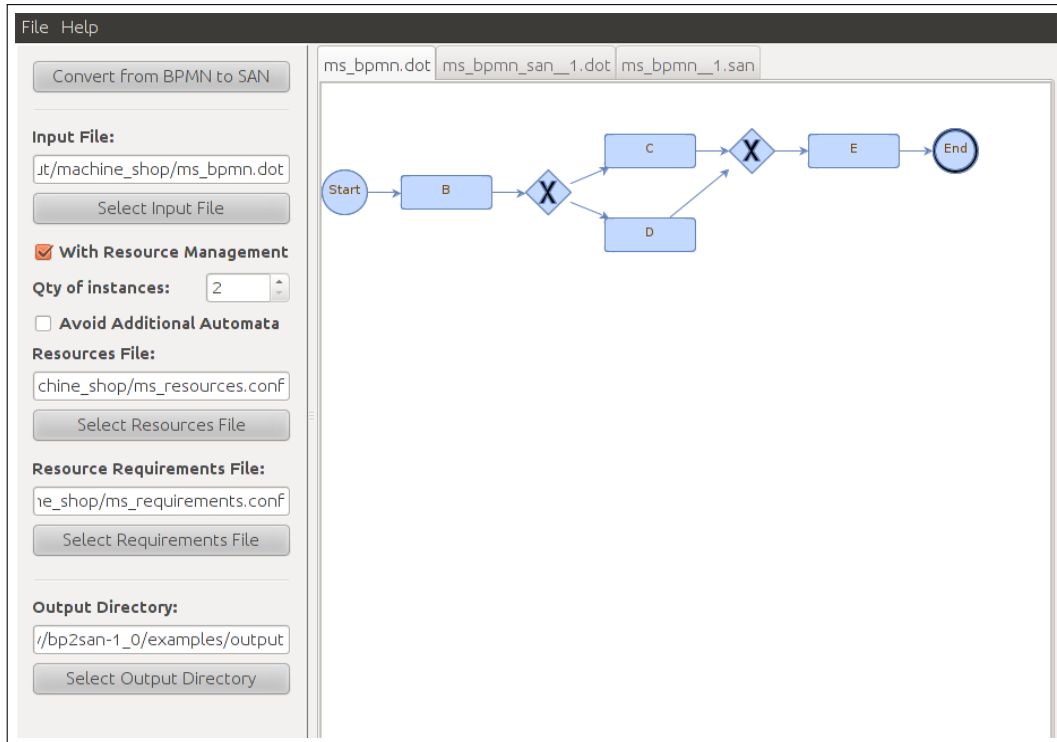 File Help
Convert from BPMN to SAN
Input File:
ut/machine_shop/ms_bpmn.dot
Select Input File
With Resource Management
Qty of instances: 2
Avoid Additional Automata
Resources File:
chine_shop/ms_resources.conf
Select Resources File
Resource Requirements File:
ne_shop/ms_requirements.conf
Select Requirements File
Output Directory:
/bp2san-1_0/examples/output
Select Output Directory
ms_bpmn.dot ms_bpmn_san__1.dot ms_bpmn__1.san
Start
B
X
C
D
X
E
End